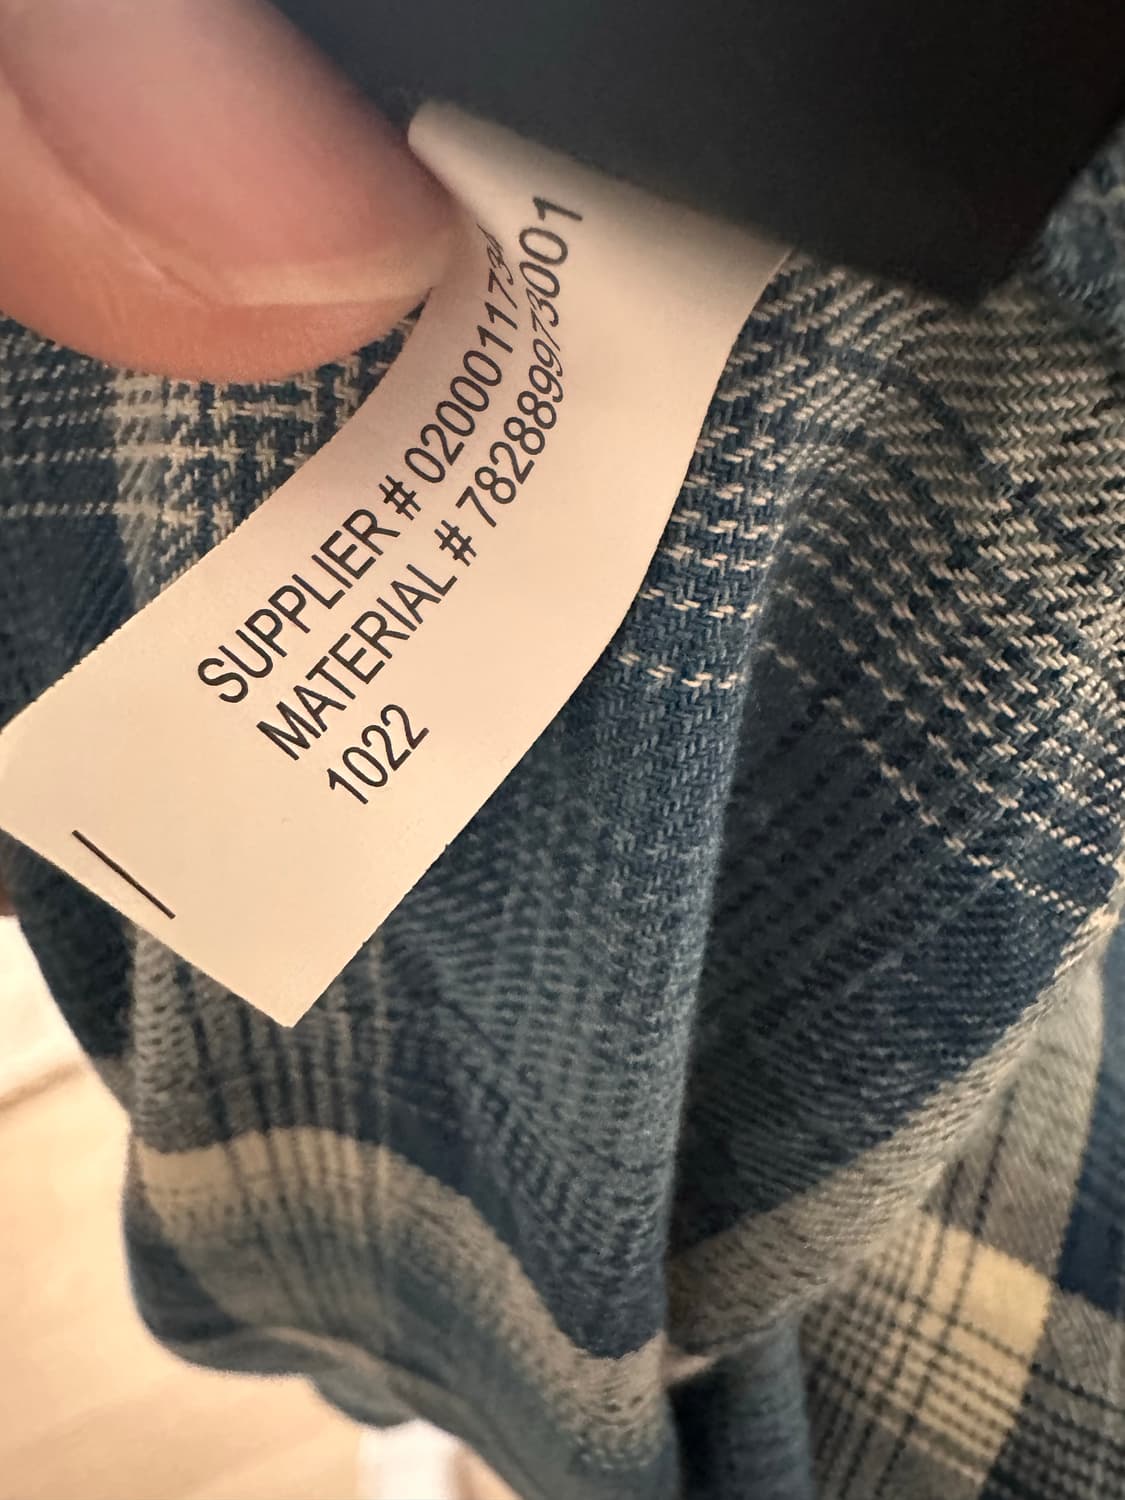 SUPPLIER #
MATERIAL # 782889973001
1022